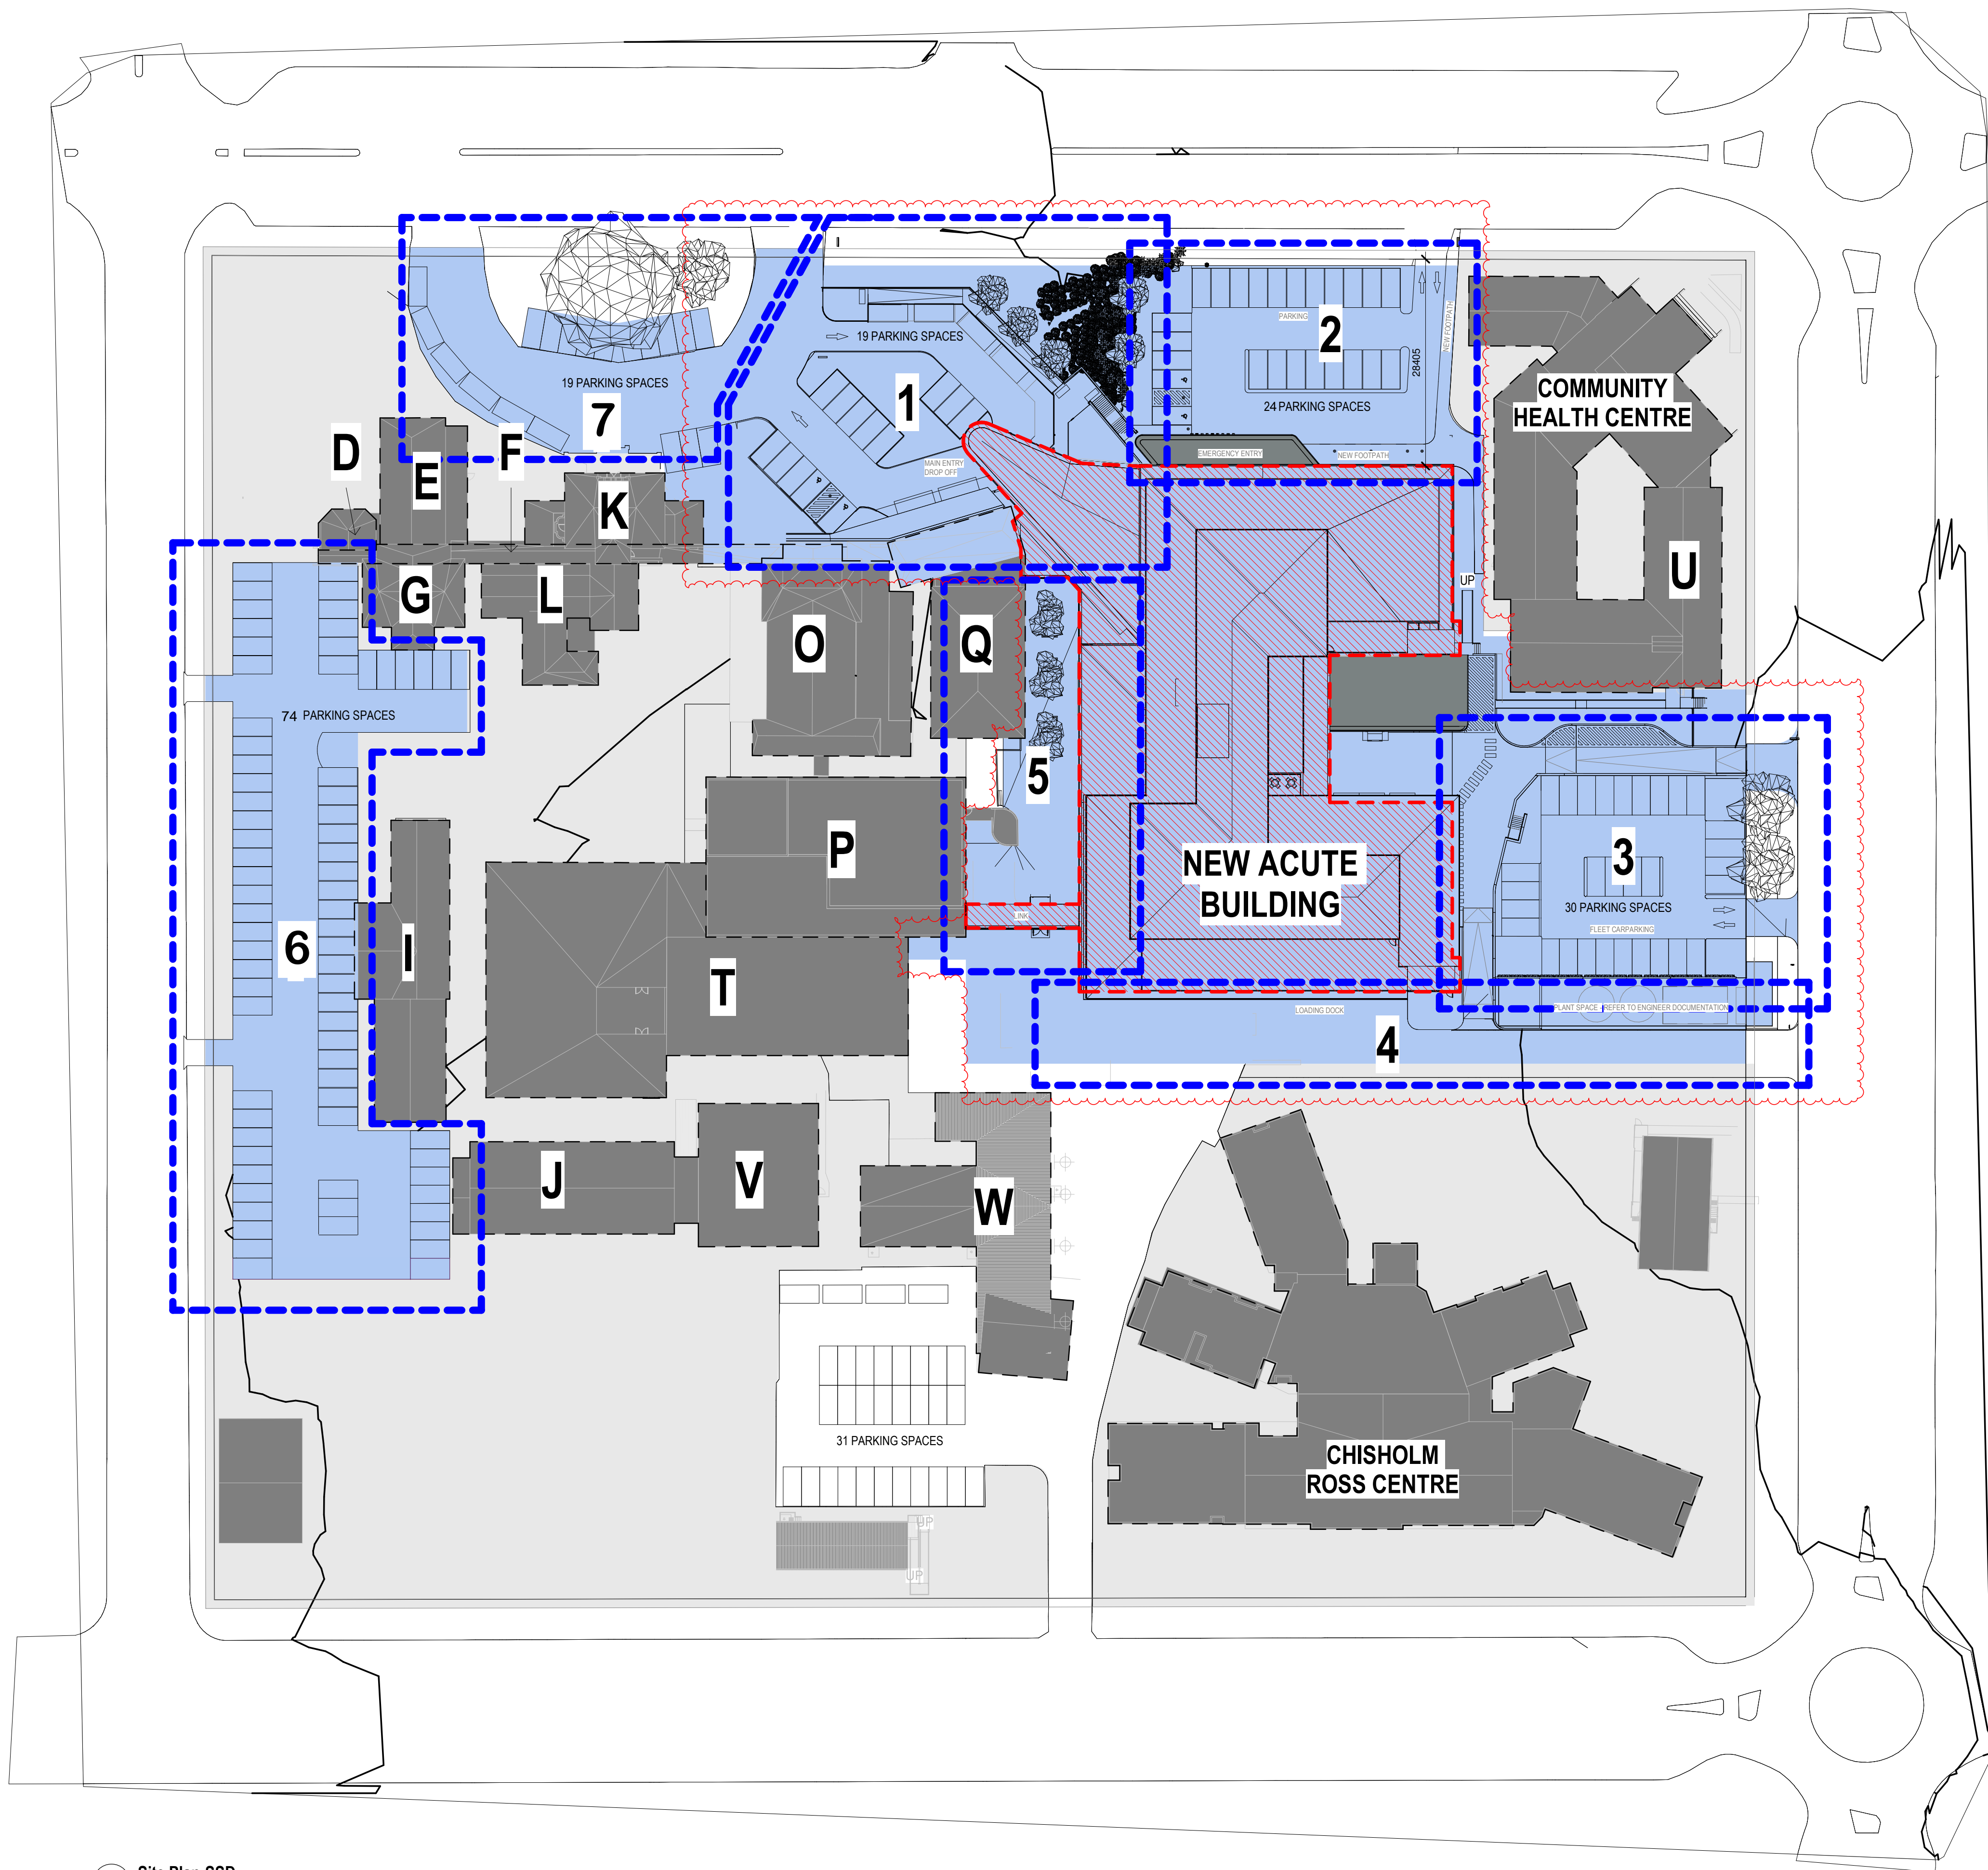 PARKING
NEW FOOTPATH
2
28405
19 PARKING SPACES
19 PARKING SPACES
1
24 PARKING SPACES
COMMUNITY
HEALTH CENTRE
7
D
E
F
K
MAIN ENTRY
DROP OFF
EMERGENCY ENTRY
NEW FOOTPATH
G
L
O
Q
UP
U
74 PARKING SPACES
5
P
NEW ACUTE
BUILDING
3
30 PARKING SPACES
FLEET CARPARKING
LINK
6
I
T
PLANT SPACE - REFER TO ENGINEER DOCUMENTATION
LOADING DOCK
4
J
V
W
31 PARKING SPACES
CHISHOLM
ROSS CENTRE
UP
UP